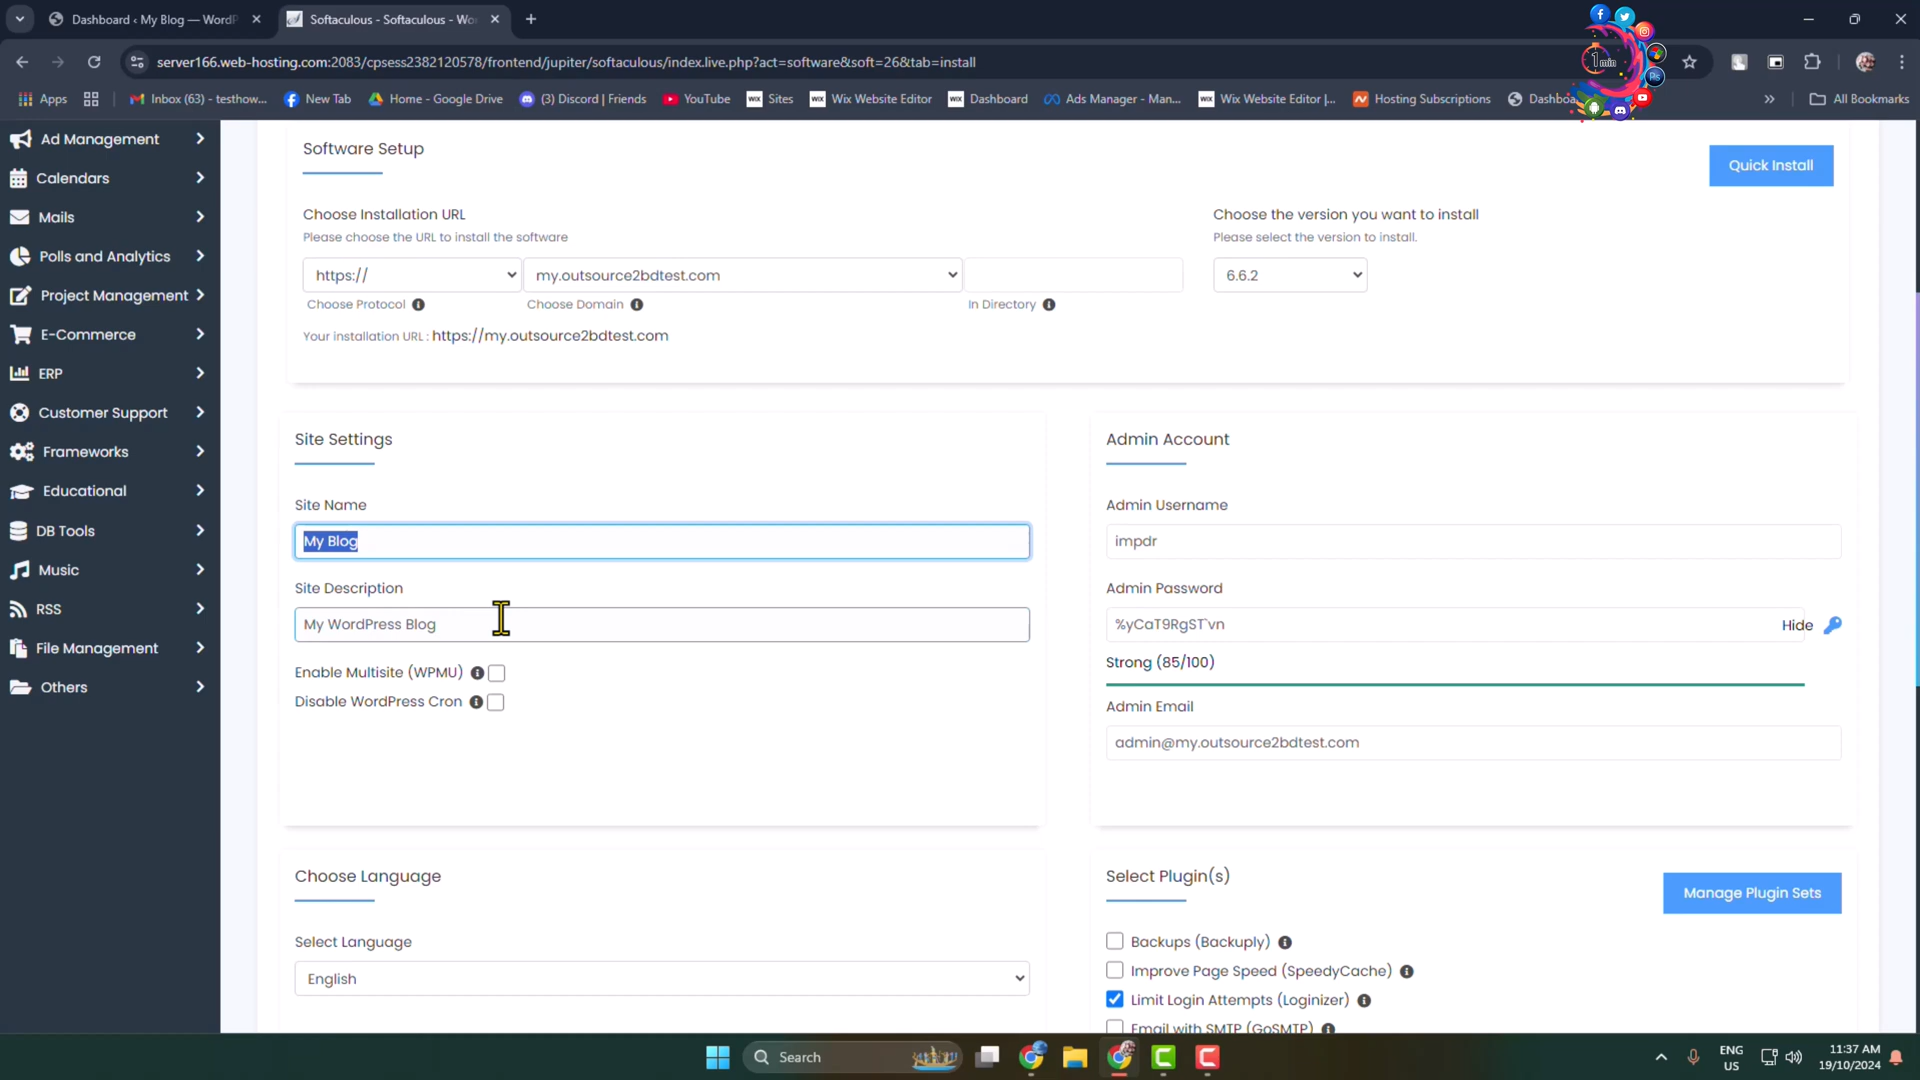 Dashboard ‹ My Blog — WordP
Softaculous - Softaculous - Wo
server166.web-hosting.com:2083/cpsess2382120578/frontend/jupiter/softaculous/index.live.php?act=software&soft=26&tab=install
1min
Ps
Apps
Inbox (63) - testhow...
New Tab
Home - Google Drive
(3) Discord | Friends
YouTube
WIX Sites
WIX Wix Website Editor
WIX Dashboard
Ads Manager - Man...
WIX Wix Website Editor |...
Hosting Subscriptions
Dashboa
All Bookmarks
Ad Management
Calendars
Mails
Polls and Analytics
Project Management
E-Commerce
ERP
Customer Support
Frameworks
Educational
DB Tools
Music
RSS
File Management
Others
Software Setup
Quick Install
Choose Installation URL
Please choose the URL to install the software
https://
my.outsource2bdtest.com
Choose Protocol
Choose Domain
In Directory
Your installation URL : https://my.outsource2bdtest.com
Choose the version you want to install
Please select the version to install.
6.6.2
Site Settings
Site Name
My Blog
Site Description
My WordPress Blog
Enable Multisite (WPMU)
Disable WordPress Cron
Admin Account
Admin Username
impdr
Admin Password
%yCaT9RgST`vn
Hide
Strong (85/100)
Admin Email
admin@my.outsource2bdtest.com
Choose Language
Select Language
English
Select Plugin(s)
Manage Plugin Sets
Backups (Backuply)
Improve Page Speed (SpeedyCache)
Limit Login Attempts (Loginizer)
Email with SMTP (GoSMTP)
Search
ENG
US
11:37 AM
19/10/2024